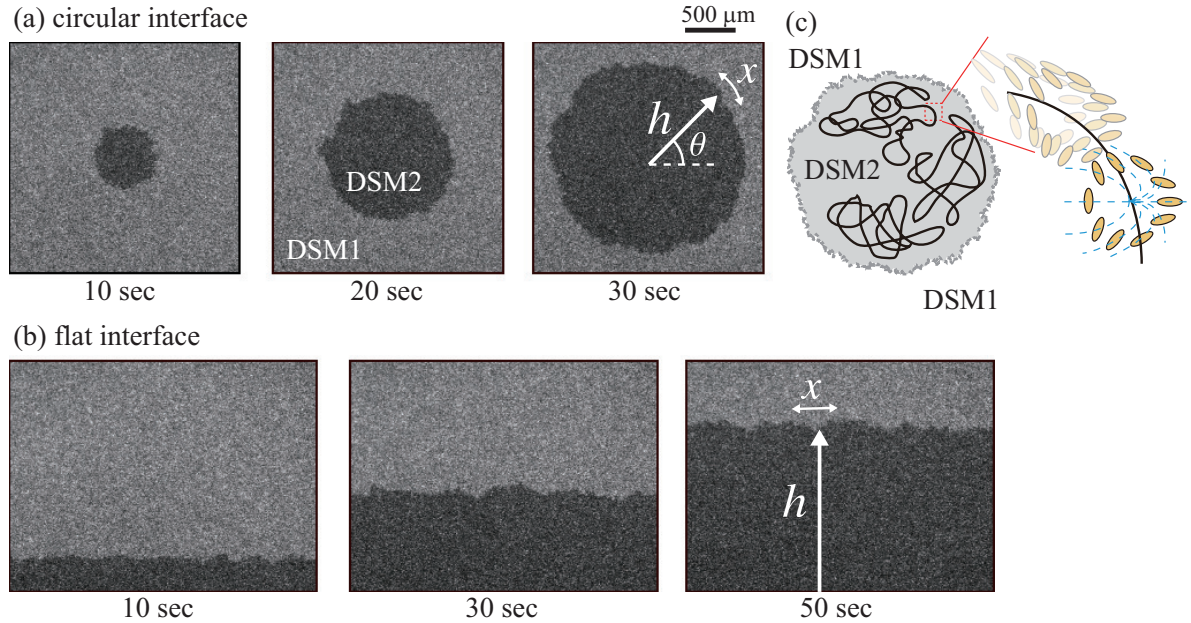 (a) circular interface
500 μm
(c)
10 sec
DSM2
DSM1
20 sec
h
θ
x
30 sec
DSM1
DSM2
DSM1
(b) flat interface
10 sec
30 sec
x
h
50 sec